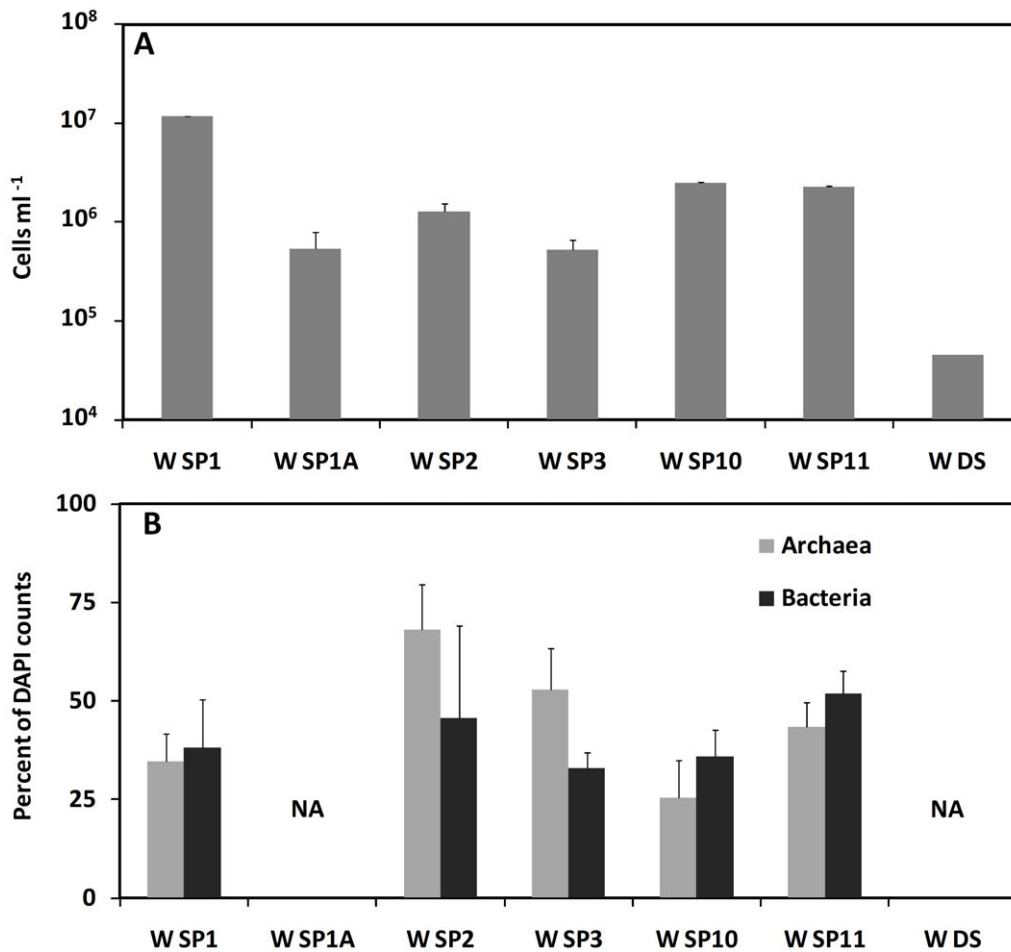 A
10⁸
10⁷
10⁶
10⁵
10⁴
Cells ml ⁻¹
W SP1 W SP1A W SP2 W SP3 W SP10 W SP11 W DS
B
Archaea
Bacteria
100
75
50
25
0
Percent of DAPI counts
NA NA
W SP1 W SP1A W SP2 W SP3 W SP10 W SP11 W DS